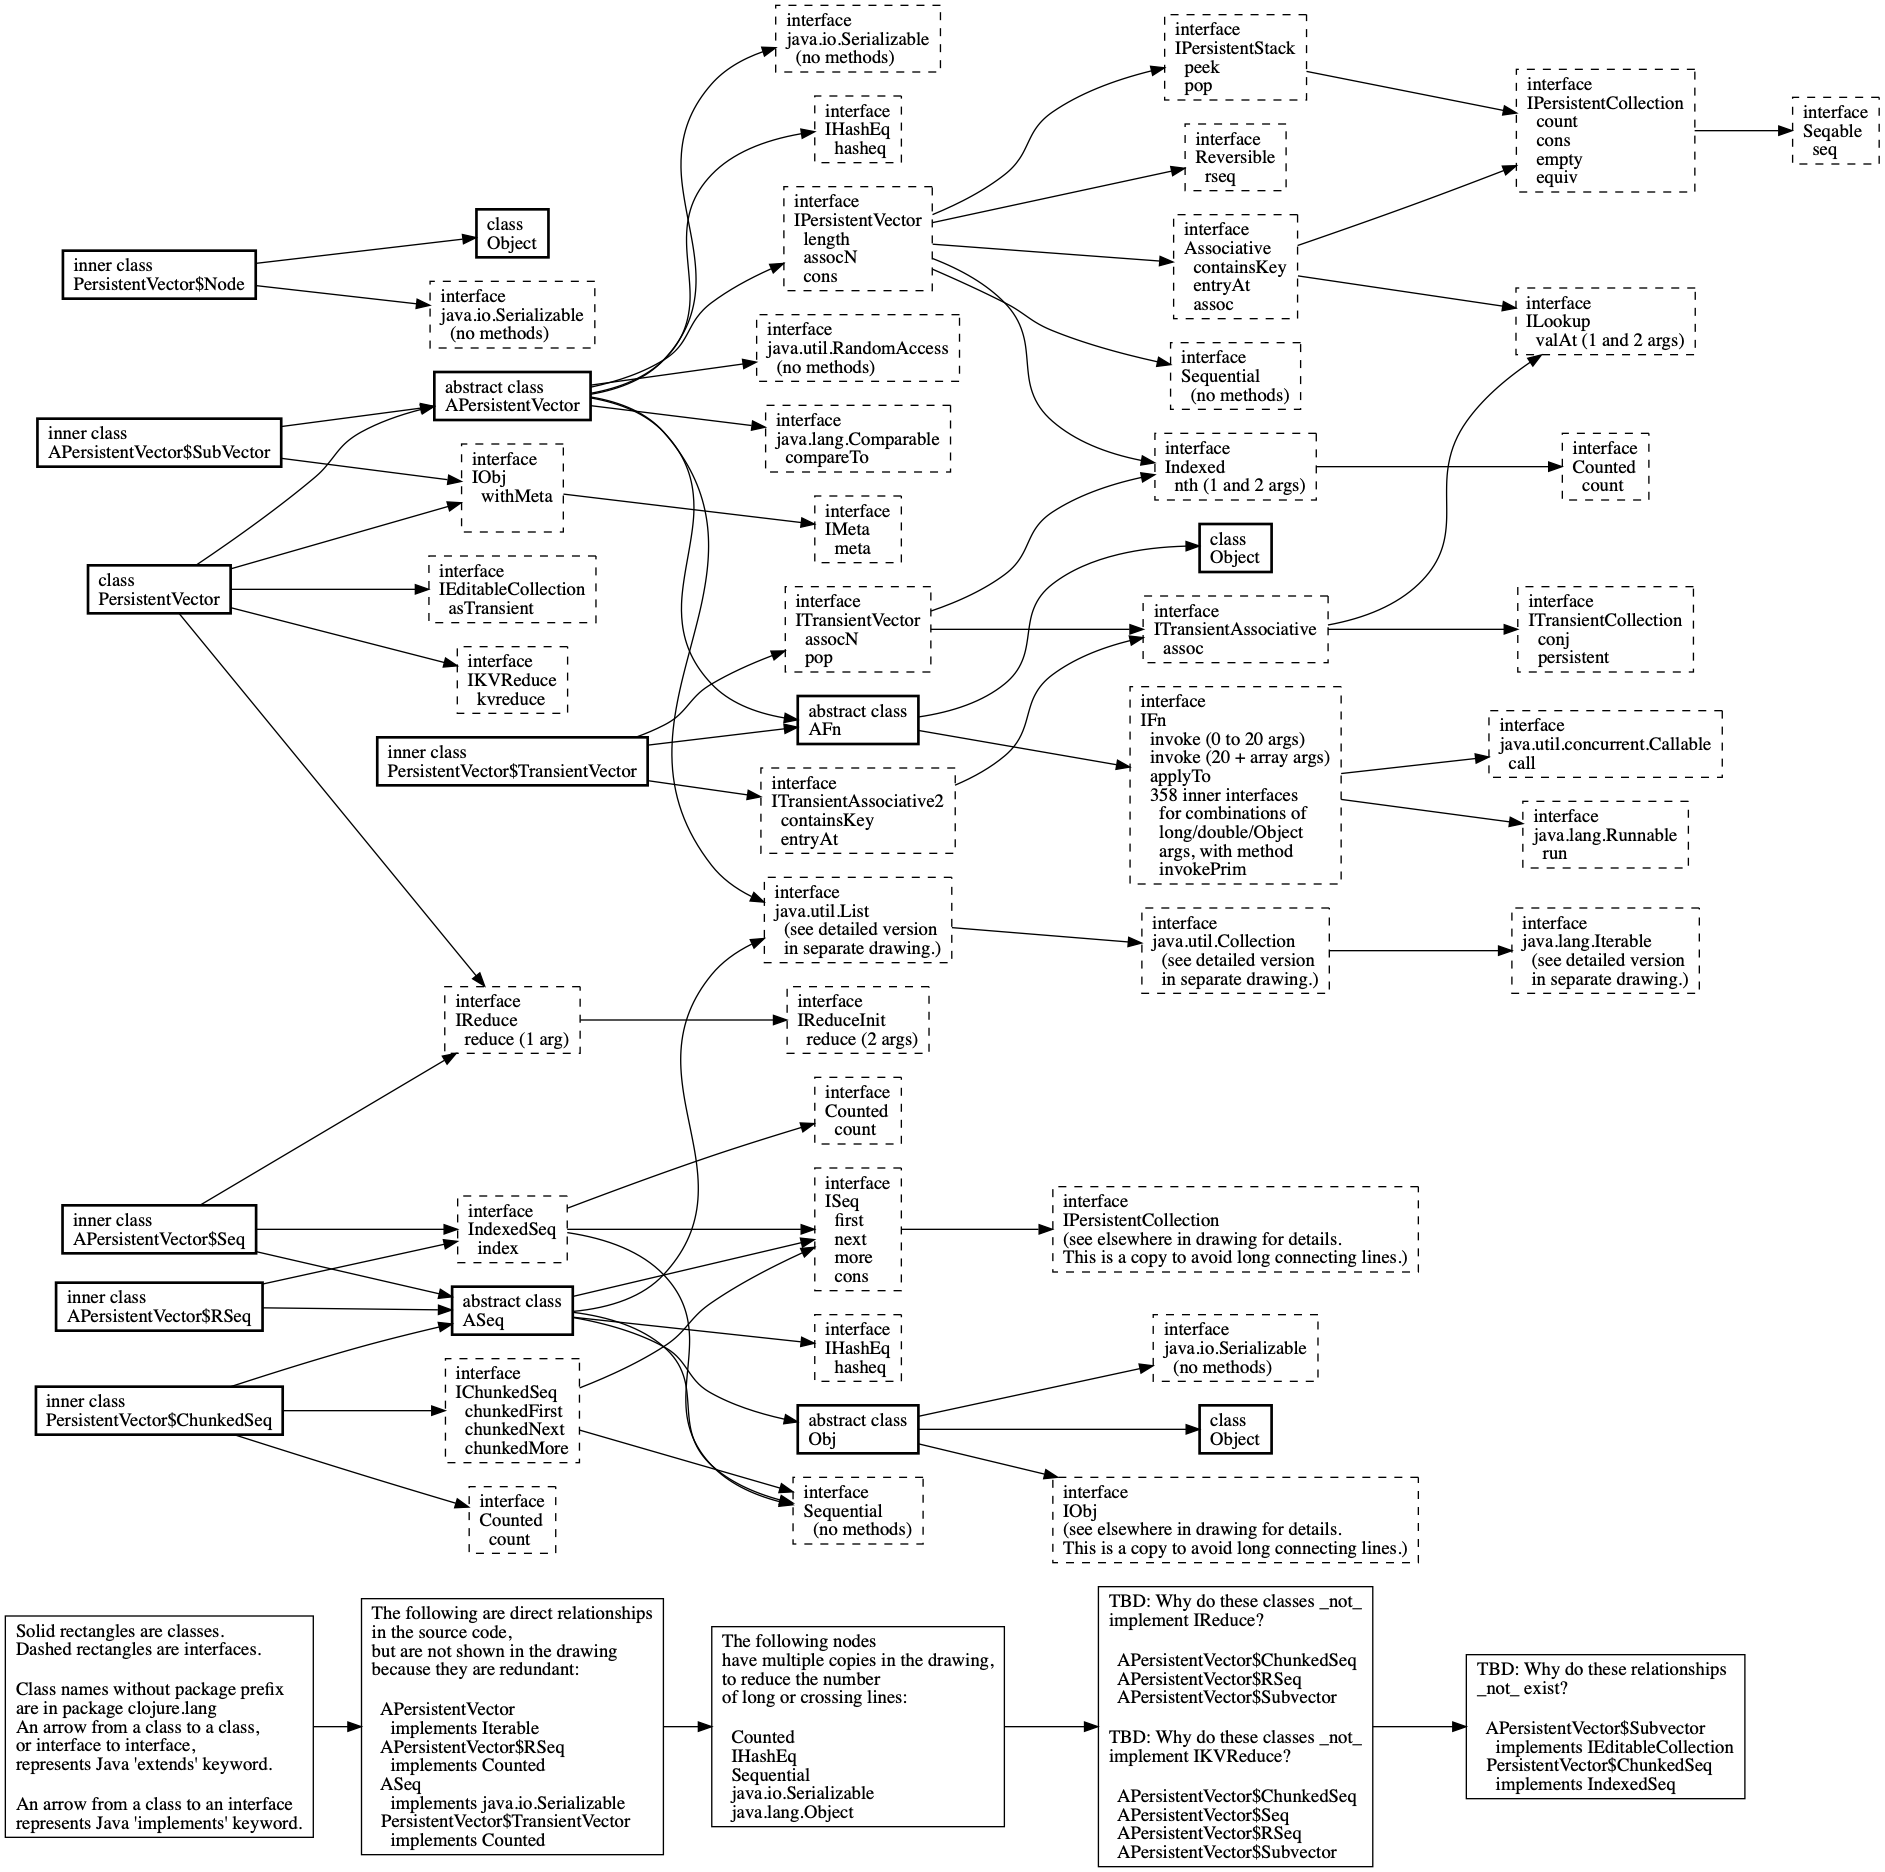 interface
java.io.Serializable
(no methods)
interface
IHashEq
hasheq
interface
IPersistentStack
peek
pop
interface
Reversible
rseq
interface
IPersistentCollection
count
cons
empty
equiv
interface
Seqable
seq
class
Object
inner class
PersistentVector$Node
interface
java.io.Serializable
(no methods)
interface
IPersistentVector
length
assocN
cons
interface
Associative
containsKey
entryAt
assoc
interface
ILookup
valAt (1 and 2 args)
interface
java.util.RandomAccess
(no methods)
interface
Sequential
(no methods)
abstract class
APersistentVector
inner class
APersistentVector$SubVector
interface
java.lang.Comparable
compareTo
interface
IObj
withMeta
interface
Indexed
nth (1 and 2 args)
interface
Counted
count
interface
IMeta
meta
class
Object
class
PersistentVector
interface
IEditableCollection
asTransient
interface
ITransientVector
assocN
pop
interface
ITransientAssociative
assoc
interface
ITransientCollection
conj
persistent
interface
IKVReduce
kvreduce
inner class
PersistentVector$TransientVector
abstract class
AFn
interface
IFn
invoke (0 to 20 args)
invoke (20 + array args)
applyTo
358 inner interfaces
for combinations of
long/double/Object
args, with method
invokePrim
interface
java.util.concurrent.Callable
call
interface
java.lang.Runnable
run
interface
ITransientAssociative2
containsKey
entryAt
interface
java.util.List
(see detailed version
in separate drawing.)
interface
java.util.Collection
(see detailed version
in separate drawing.)
interface
java.lang.Iterable
(see detailed version
in separate drawing.)
interface
IReduce
reduce (1 arg)
interface
IReduceInit
reduce (2 args)
interface
Counted
count
inner class
APersistentVector$Seq
interface
IndexedSeq
index
interface
ISeq
first
next
more
cons
interface
IPersistentCollection
(see elsewhere in drawing for details.
This is a copy to avoid long connecting lines.)
inner class
APersistentVector$RSeq
abstract class
ASeq
interface
IHashEq
hasheq
interface
java.io.Serializable
(no methods)
inner class
PersistentVector$ChunkedSeq
interface
IChunkedSeq
chunkedFirst
chunkedNext
chunkedMore
abstract class
Obj
class
Object
interface
Counted
count
interface
Sequential
(no methods)
interface
IObj
(see elsewhere in drawing for details.
This is a copy to avoid long connecting lines.)
Solid rectangles are classes.
Dashed rectangles are interfaces.
Class names without package prefix
are in package clojure.lang
An arrow from a class to a class,
or interface to interface,
represents Java 'extends' keyword.
An arrow from a class to an interface
represents Java 'implements' keyword.
The following are direct relationships
in the source code,
but are not shown in the drawing
because they are redundant:
APersistentVector
implements Iterable
APersistentVector$RSeq
implements Counted
ASeq
implements java.io.Serializable
PersistentVector$TransientVector
implements Counted
The following nodes
have multiple copies in the drawing,
to reduce the number
of long or crossing lines:
Counted
IHashEq
Sequential
java.io.Serializable
java.lang.Object
TBD: Why do these classes _not_
implement IReduce?
APersistentVector$ChunkedSeq
APersistentVector$RSeq
APersistentVector$Subvector
TBD: Why do these classes _not_
implement IKVReduce?
APersistentVector$ChunkedSeq
APersistentVector$Seq
APersistentVector$RSeq
APersistentVector$Subvector
TBD: Why do these relationships
_not_ exist?
APersistentVector$Subvector
implements IEditableCollection
PersistentVector$ChunkedSeq
implements IndexedSeq